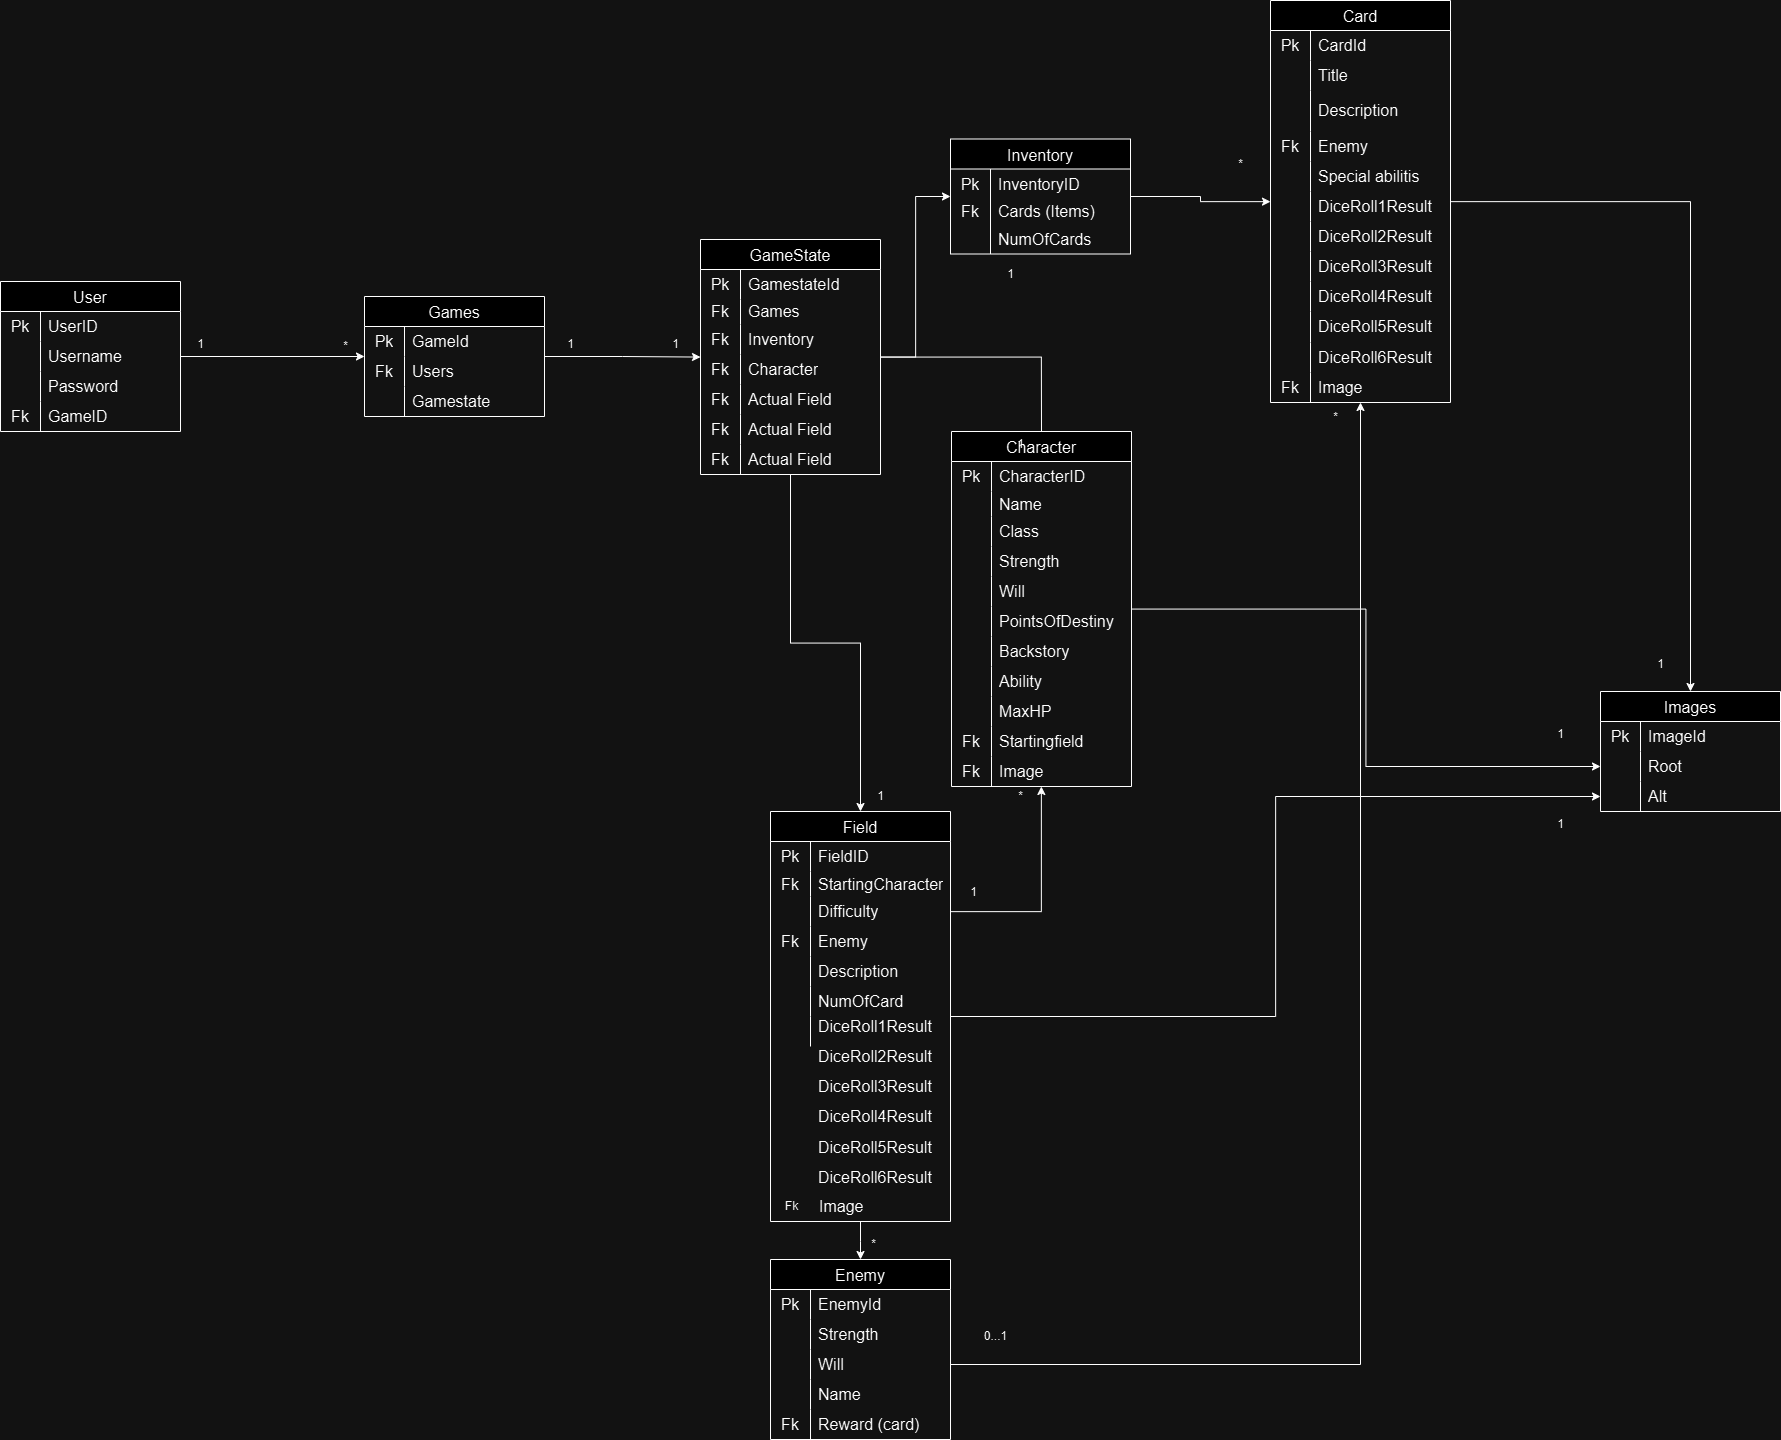 Card
Pk CardId
Title
Description
Fk Enemy
Special abilitis
DiceRoll1Result
DiceRoll2Result
DiceRoll3Result
DiceRoll4Result
DiceRoll5Result
DiceRoll6Result
Fk Image
*
*
Inventory
Pk InventoryID
Fk Cards (Items)
NumOfCards
1
GameState
Pk GamestateId
Fk Games
Fk Inventory
Fk Character
Fk Actual Field
Fk Actual Field
Fk Actual Field
User
Pk UserID
Username
Password
Fk GameID
1
*
Games
Pk GameId
Fk Users
Gamestate
1
1
1
Character
Pk CharacterID
Name
Class
Strength
Will
PointsOfDestiny
Backstory
Ability
MaxHP
Fk Startingfield
Fk Image
*
1
1
Images
Pk ImageId
Root
Alt
1
1
Field
Pk FieldID
Fk StartingCharacter
Difficulty
1
Fk Enemy
Description
NumOfCard
DiceRoll1Result
DiceRoll2Result
DiceRoll3Result
DiceRoll4Result
DiceRoll5Result
DiceRoll6Result
Fk Image
*
Enemy
Pk EnemyId
Strength
0...1
Will
Name
Fk Reward (card)